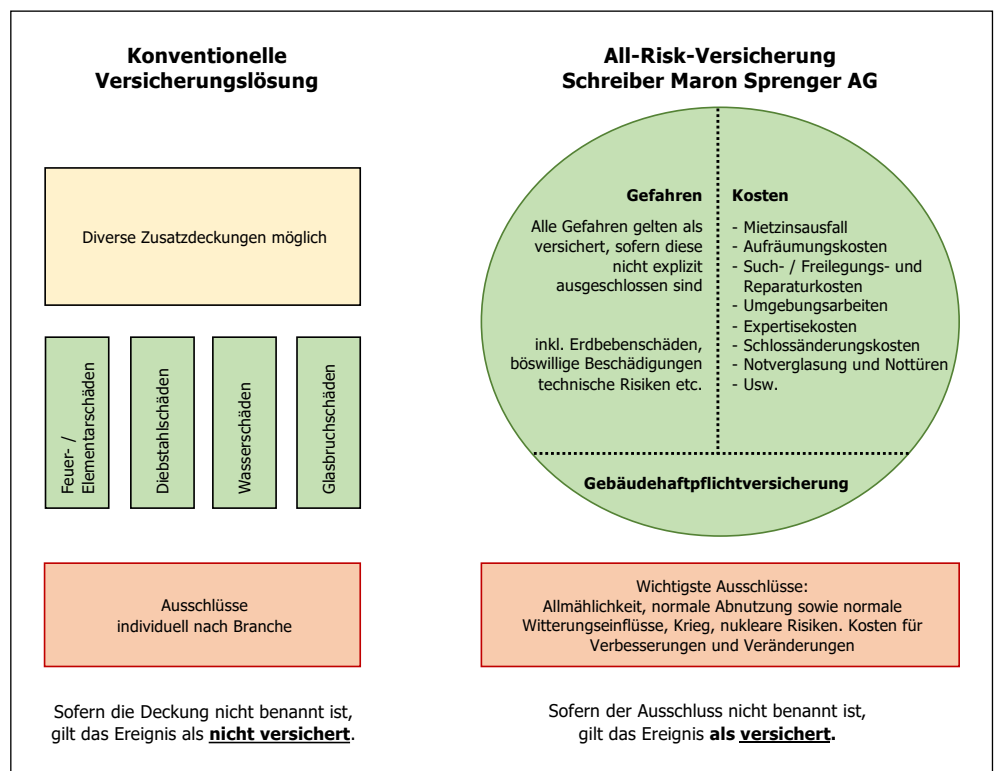 Konventionelle
Versicherungslösung
Diverse Zusatzdeckungen möglich
Feuer- /
Elementarschäden
Diebstahlschäden
Wasserschäden
Glasbruchschäden
Ausschlüsse
individuell nach Branche
Sofern die Deckung nicht benannt ist,
gilt das Ereignis als nicht versichert.
All-Risk-Versicherung
Schreiber Maron Sprenger AG
Gefahren
Alle Gefahren gelten als
versichert, sofern diese
nicht explizit
ausgeschlossen sind
inkl. Erdbebenschäden,
böswillige Beschädigungen
technische Risiken etc.
Kosten
- Mietzinsausfall
- Aufräumungskosten
- Such- / Freilegungs- und
Reparaturkosten
- Umgebungsarbeiten
- Expertisekosten
- Schlossänderungskosten
- Notverglasung und Nottüren
- Usw.
Gebäudehaftpflichtversicherung
Wichtigste Ausschlüsse:
Allmählichkeit, normale Abnutzung sowie normale
Witterungseinflüsse, Krieg, nukleare Risiken. Kosten für
Verbesserungen und Veränderungen
Sofern der Ausschluss nicht benannt ist,
gilt das Ereignis als versichert.